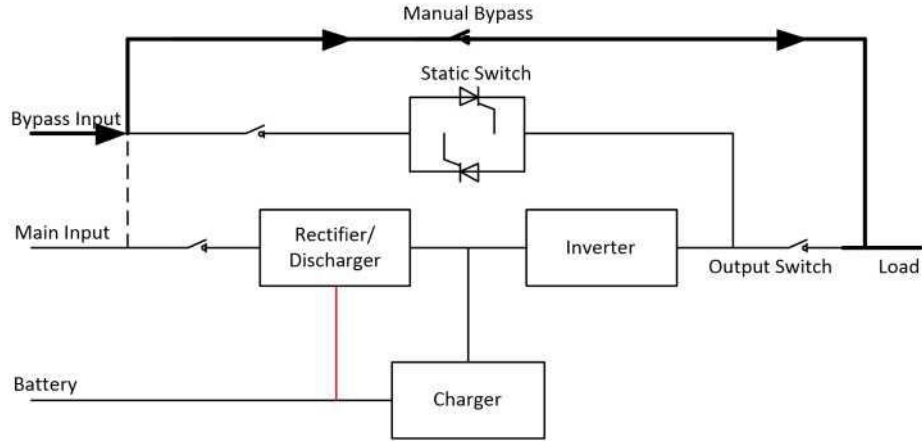 Manual Bypass
Static Switch
Bypass Input
Main Input
Rectifier/
Discharger
Inverter
Output Switch
Load
Battery
Charger